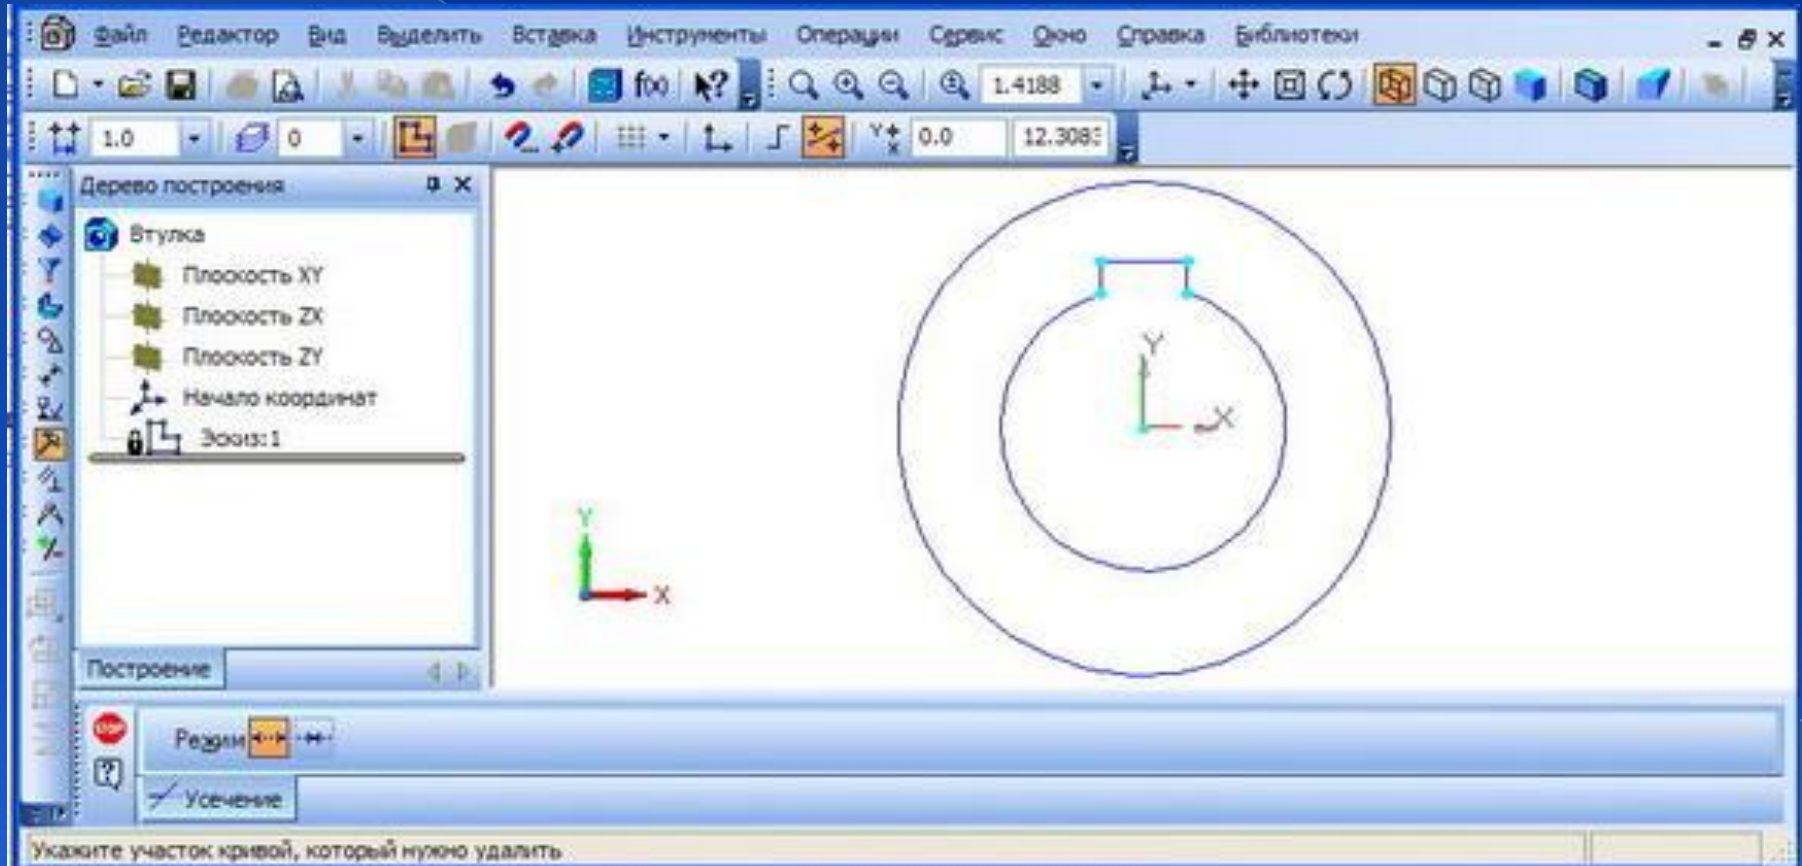 Файл Редактор Вид Выделить Вставка Инструменты Операции Сервис Окно Справка Библиотеки
f(x) ? 1.4188
1.0 0 Y X 0.0 12.308
Дерево построения
Втулка
Плоскость XY
Плоскость ZX
Плоскость ZY
Начало координат
Эскиз:1
Y
X
Y
X
Построение
STOP
Режим
?
Усечение
Укажите участок кривой, который нужно удалить